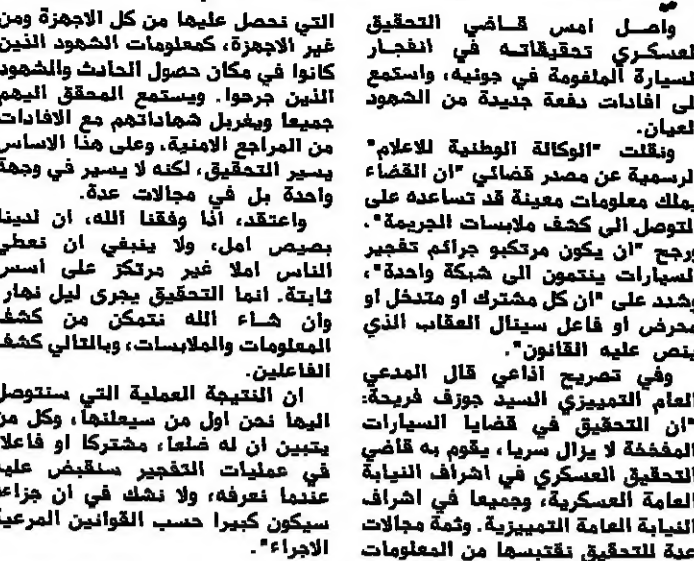 واصل امس قاضي التحقيق
العسكري تحقيقاته في انفجار
لسيارة الملغومة في جونيه، واستمع
لى افادات دفعة جديدة من الشهود
لعيان.
ونقلت "الوكالة الوطنية للاعلام"
لرسمية عن مصدر قضائي "ان القضاء
يملك معلومات معينة قد تساعده على
لتوصل الى كشف ملابسات الجريمة".
ورجح "ان يكون مرتكبو جرائم تفجير
لسيارات ينتمون الى شبكة واحدة"،
وشدد على "ان كل مشترك او متدخل او
محرض او فاعل سينال العقاب الذي
ينص عليه القانون".
وفي تصريح اذاعي قال المدعي
العام التمييزي السيد جوزف فريحة:
"ان التحقيق في قضايا السيارات
المفخخة لا يزال سريا، يقوم به قاضي
التحقيق العسكري في اشراف النيابة
العامة العسكرية، وجميعا في اشراف
النيابة العامة التمييزية. وثمة مجالات
عدة للتحقيق نقتبسها من المعلومات
التي نحصل عليها من كل الاجهزة ومن
غير الاجهزة، كمعلومات الشهود الذين
كانوا في مكان حصول الحادث والشهود
الذين جرحوا. ويستمع المحقق اليهم
جميعا ويغربل شهاداتهم مع الافادات
من المراجع الامنية. وعلى هذا الاساس
يسير التحقيق، لكنه لا يسير في وجهة
واحدة بل في مجالات عدة.
واعتقد، اذا وفقنا الله، ان لدينا
بصيص امل، ولا ينبغي ان نعطي
الناس املا غير مرتكز على اسس
ثابتة. انما التحقيق يجرى ليل نهار
وان شاء الله نتمكن من كشف
المعلومات والملابسات، وبالتالي كشف
الفاعلين.
ان النتيجة العملية التي سنتوصل
اليها نحن اول من سيعلنها، وكل من
يتبين ان له ضلعا، مشتركا او فاعلا
في عمليات التفجير سنقبض عليه
عندما نعرفه، ولا نشك في ان جزاءه
سيكون كبيرا حسب القوانين المرعية
الاجراء".